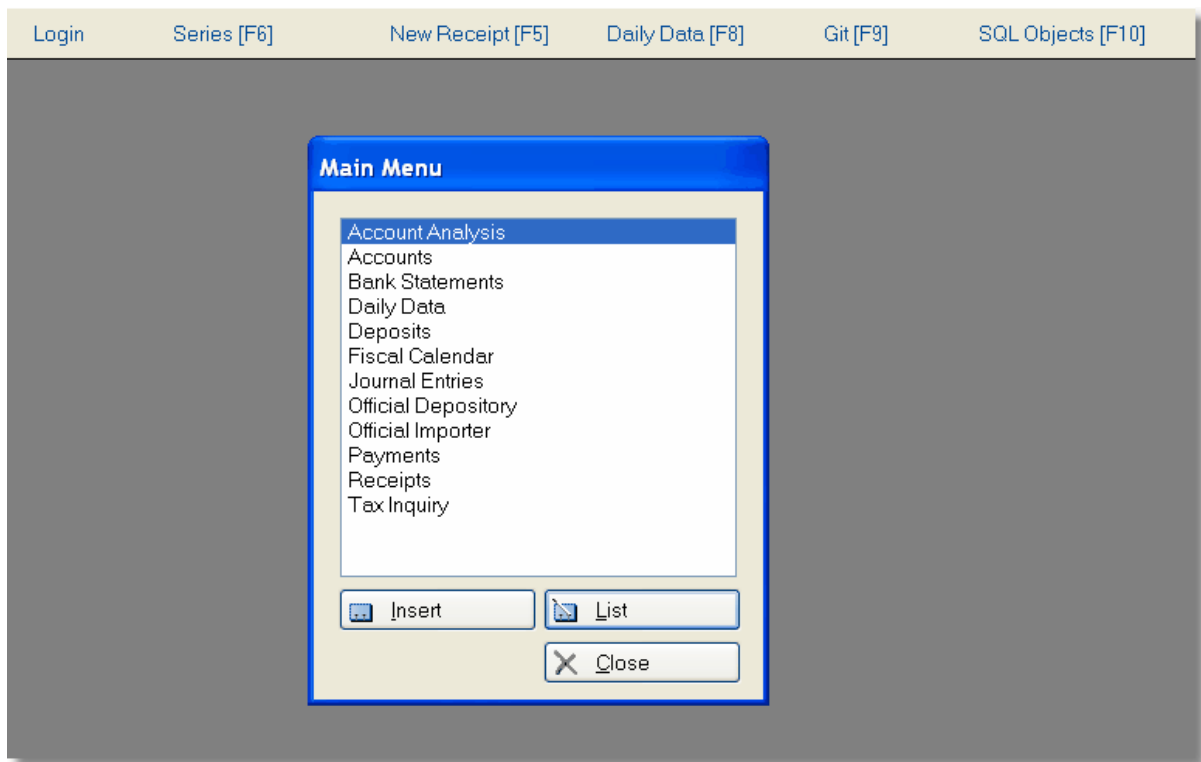 Login Series [F6] New Receipt [F5] Daily Data [F8] Git [F9] SQL Objects [F10]
Main Menu
Account Analysis
Accounts
Bank Statements
Daily Data
Deposits
Fiscal Calendar
Journal Entries
Official Depository
Official Importer
Payments
Receipts
Tax Inquiry
Insert List
Close